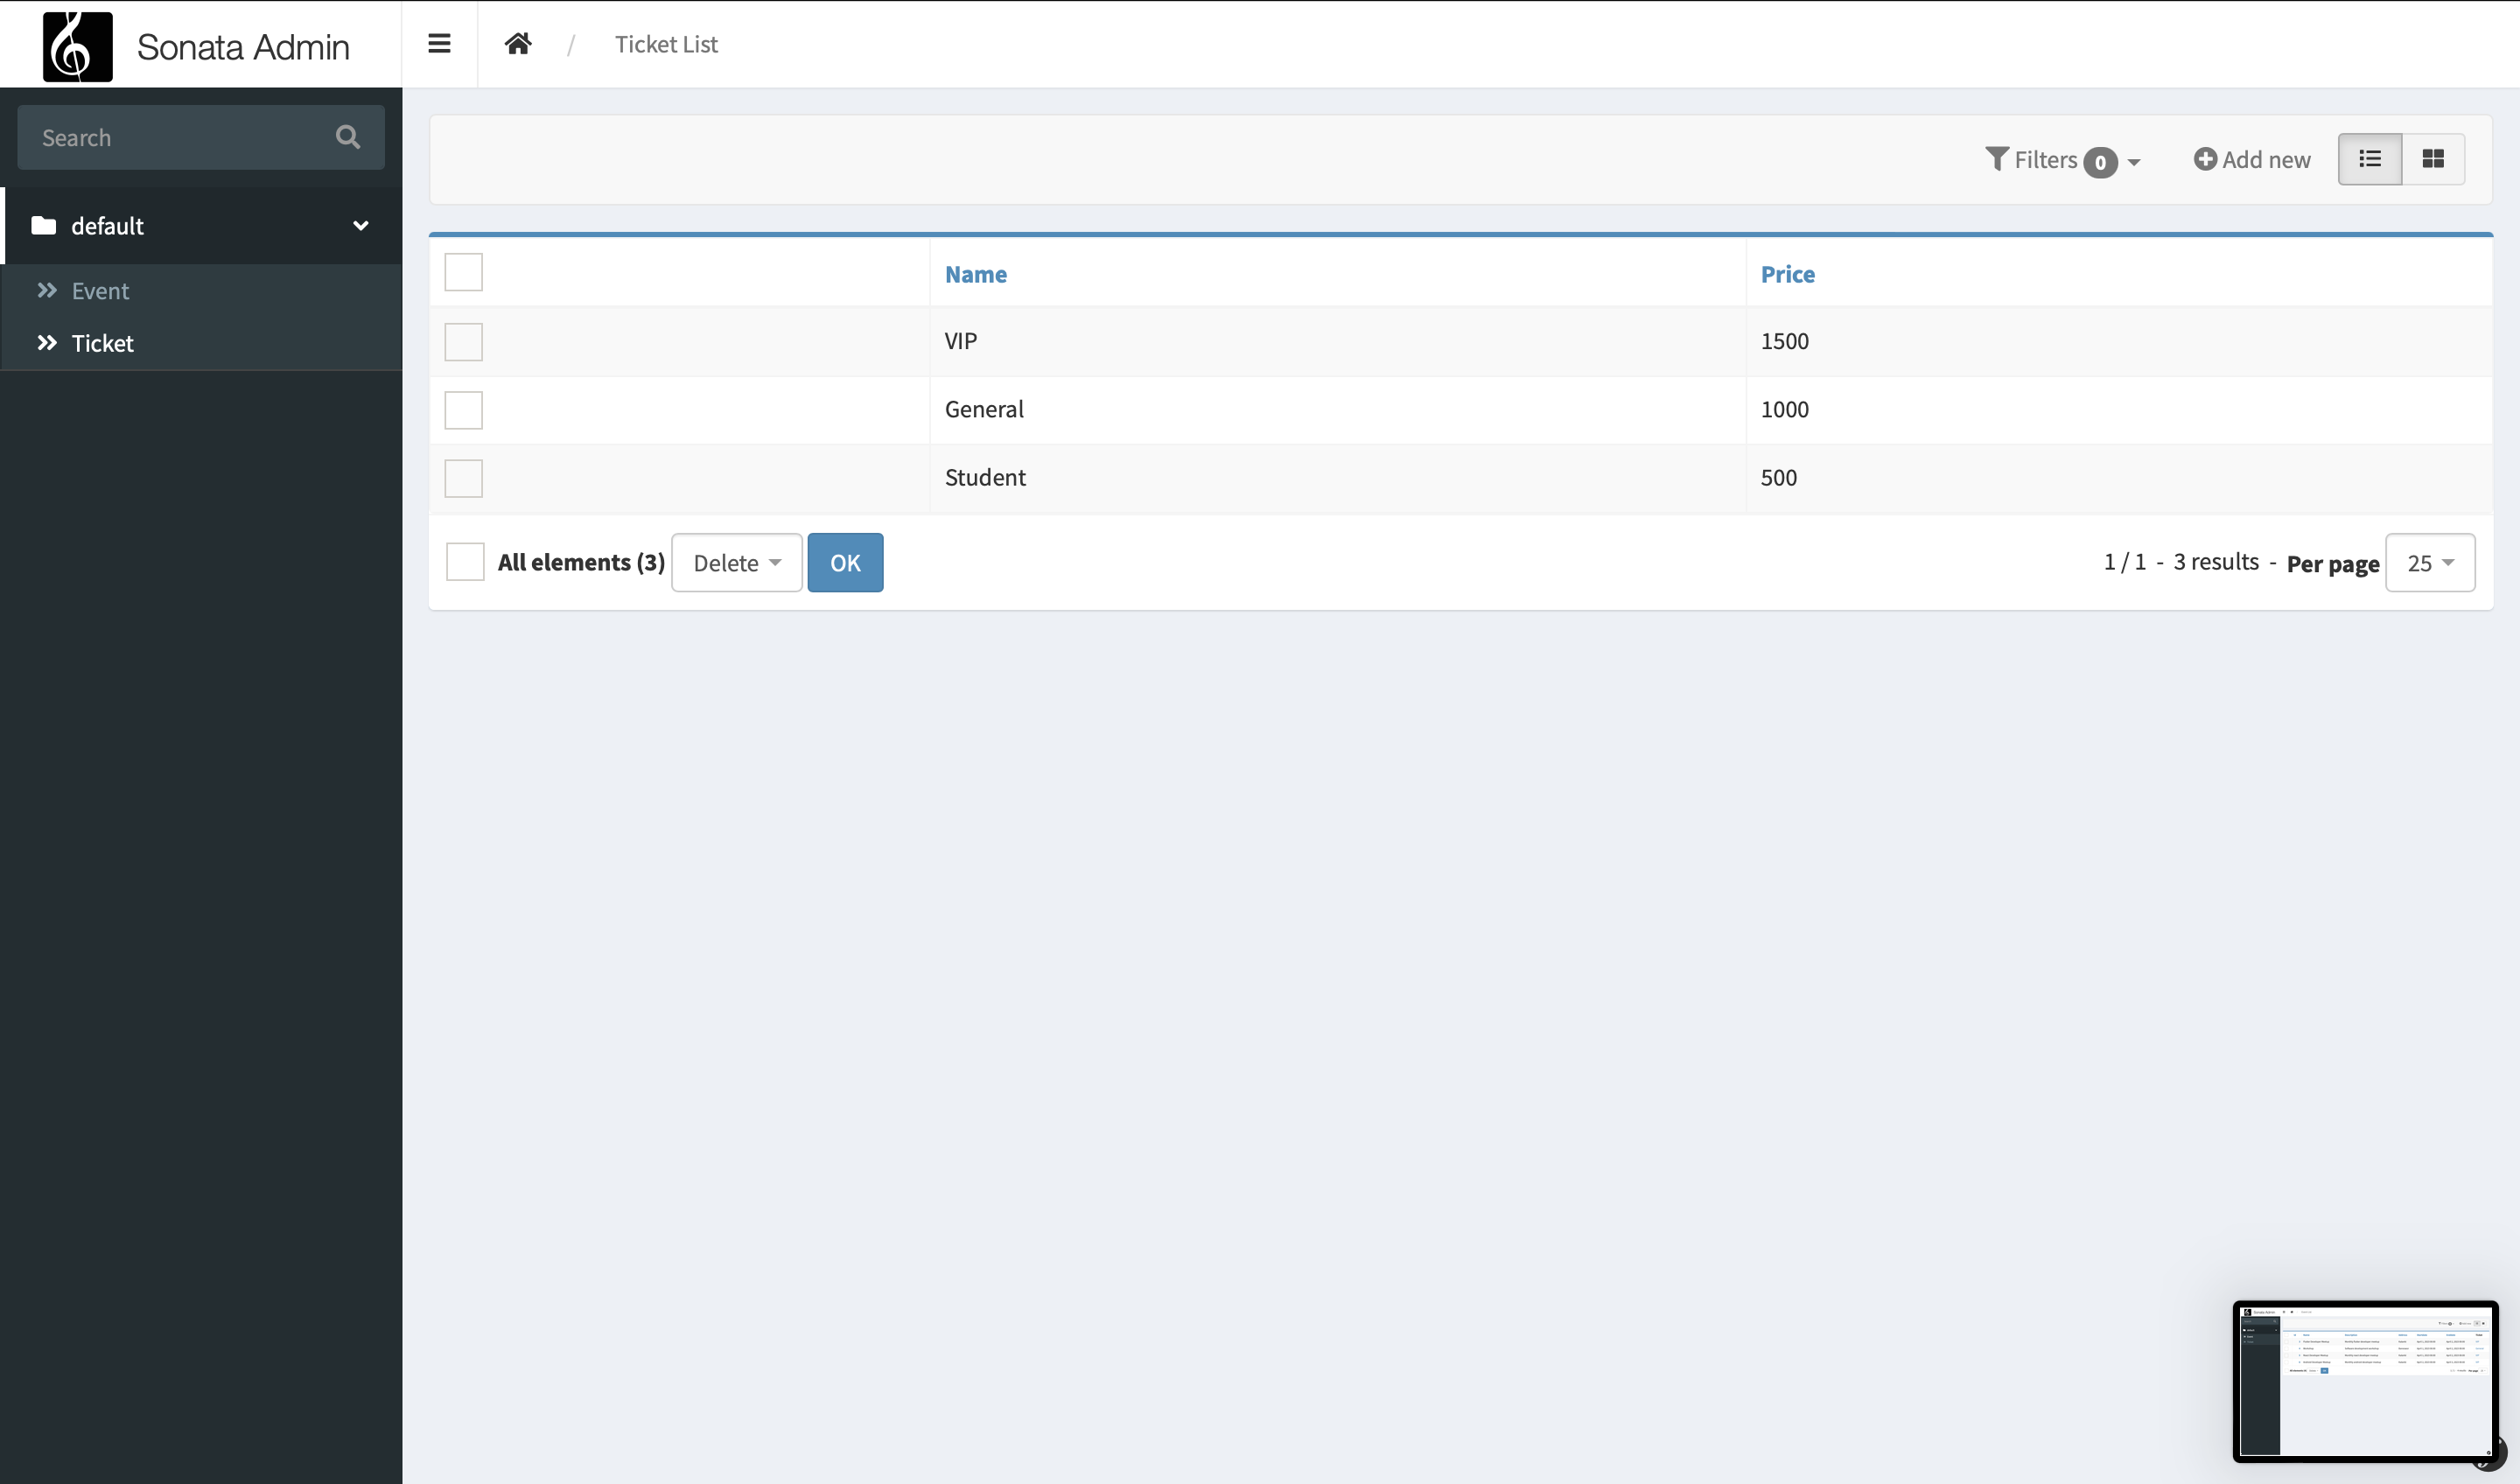 Sonata Admin
/ Ticket List
Search
default
Event
Ticket
Filters 0
Add new
Name Price
VIP 1500
General 1000
Student 500
All elements (3) Delete OK
1 / 1 - 3 results - Per page 25